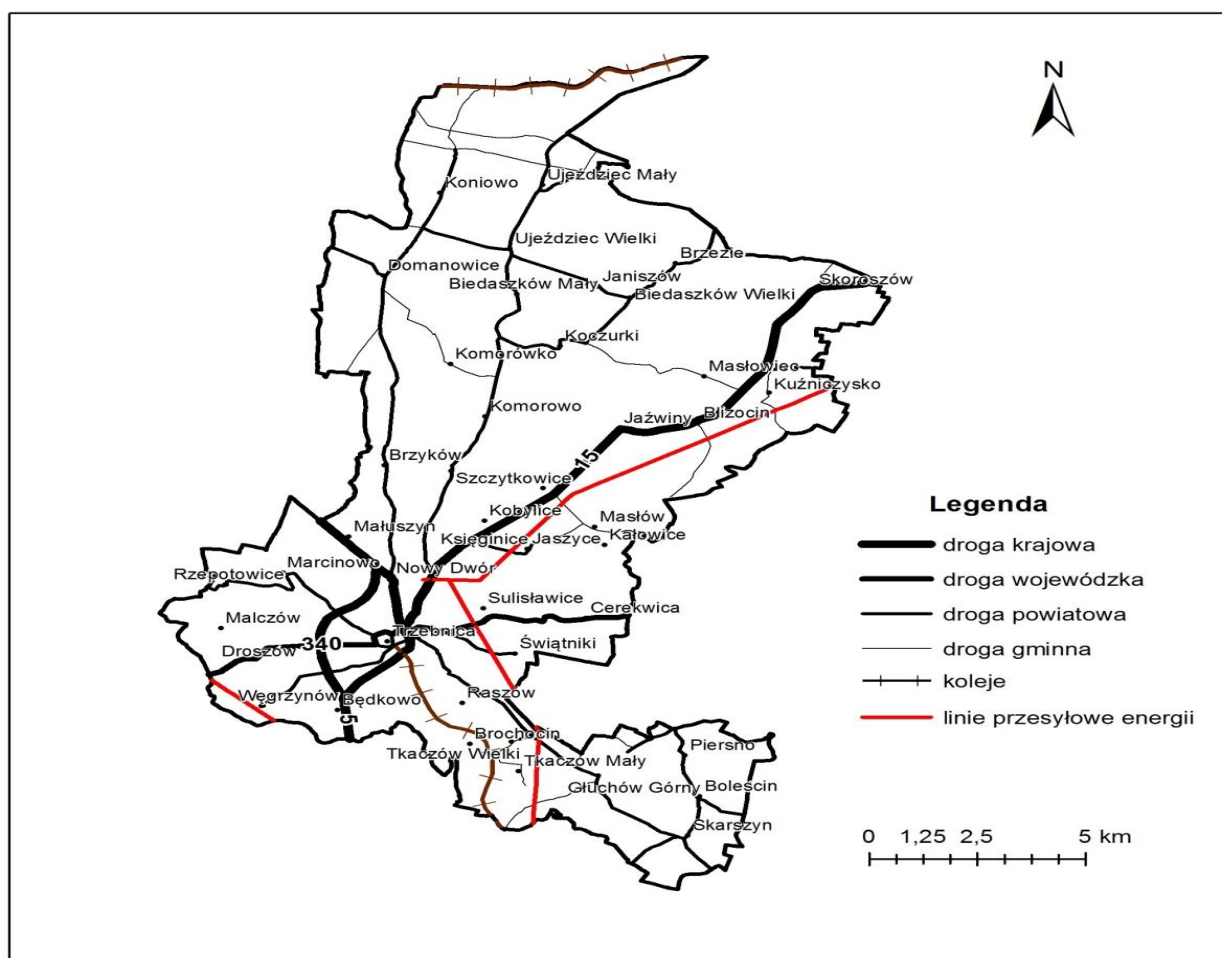 N
Koniowo
Ujeździec Mały
Ujeździec Wielki
Brzezie
Domanowice
Janiszów
Skoroszów
Biedaszków Mały
Biedaszków Wielki
Koczurki
Komorówko
Masłowiec
Kuźniczysko
Komorowo
Jaźwiny
Blizocin
Brzyków
15
Szczytkowice
Kobylice
Masłów
Małuszyn
Księginice
Jaszyce
Kałowice
Marcinowo
Nowy Dwór
Rzepotowice
Sulisławice
Cerekwica
Malczów
Trzebnica
340
Świątniki
Droszów
Węgrzynów
Będkowo
Raszów
5
Brochocin
Piersno
Tkaczów Wielki
Tkaczów Mały
Głuchów Górny
Boleścin
Skarszyn
Legenda
droga krajowa
droga wojewódzka
droga powiatowa
droga gminna
koleje
linie przesyłowe energii
0 1,25 2,5 5 km